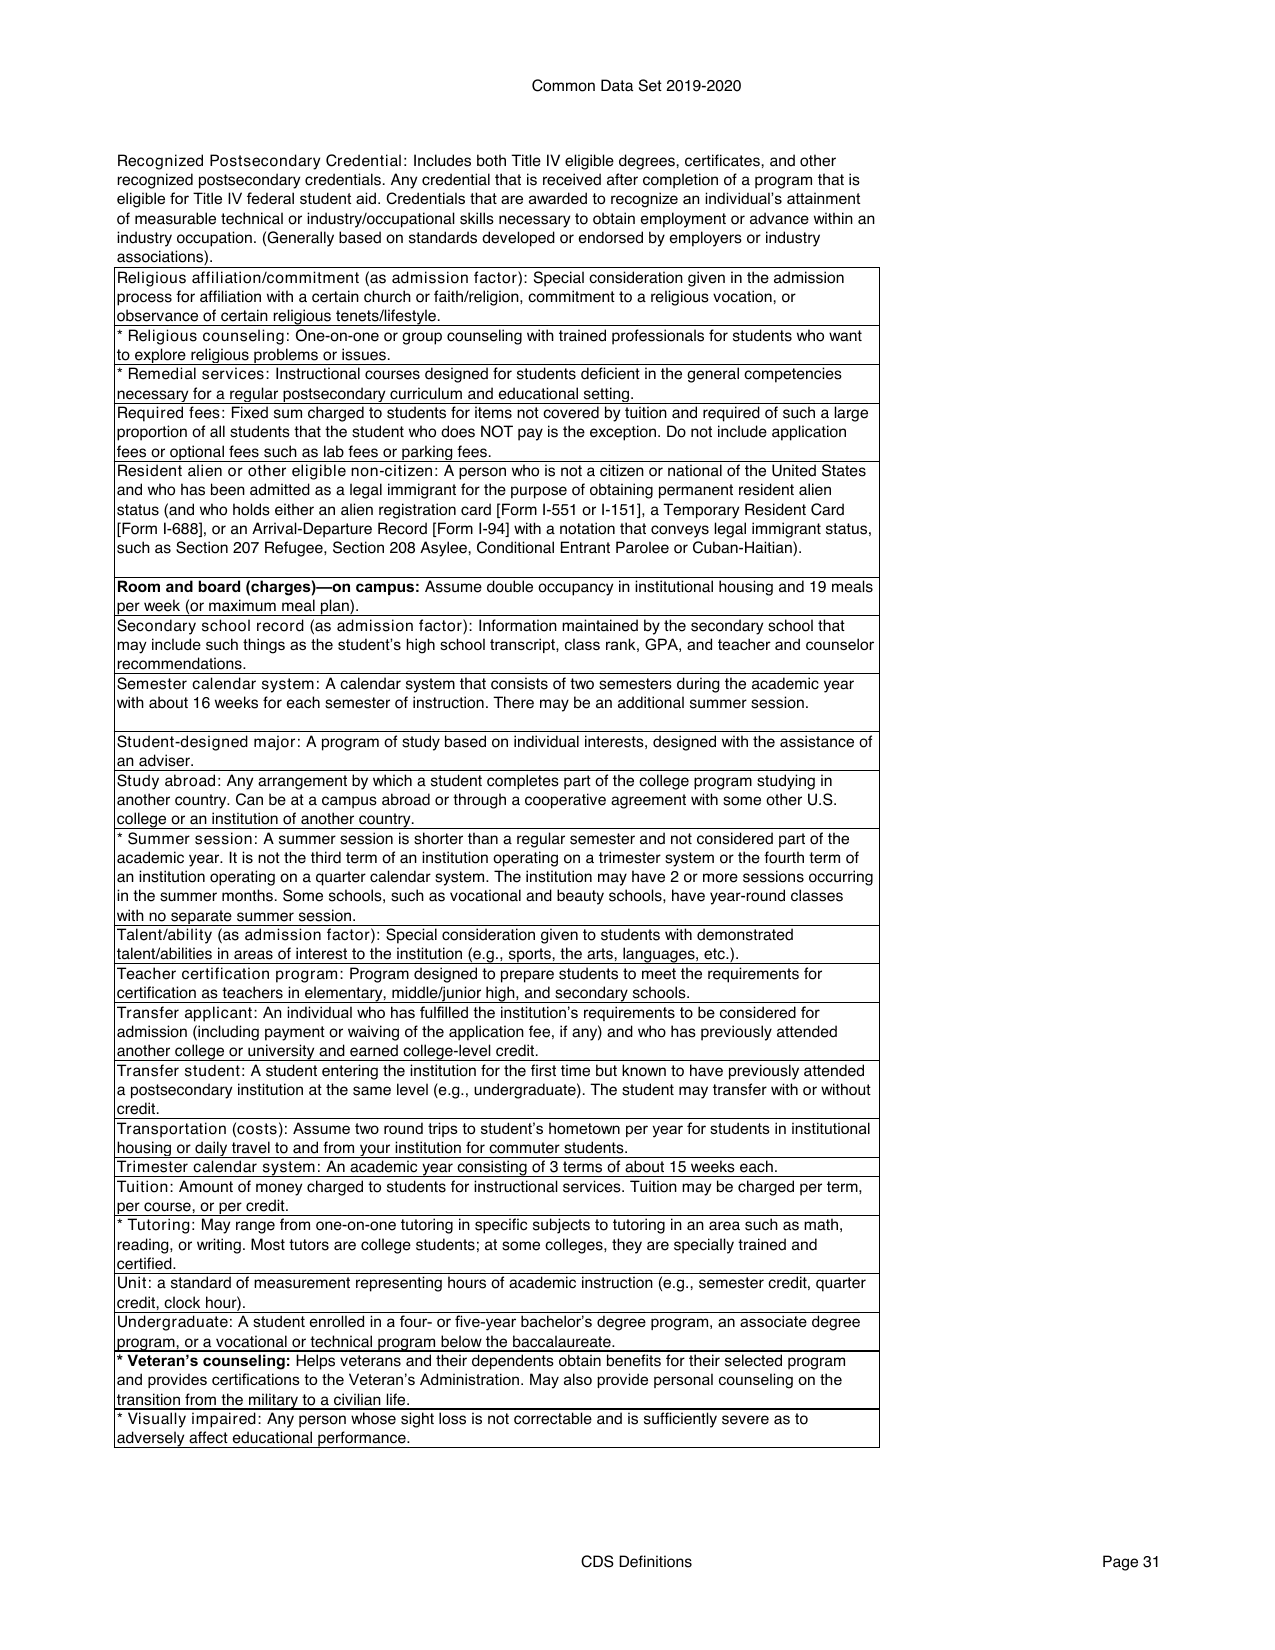 Common Data Set 2019-2020
Recognized Postsecondary Credential: Includes both Title IV eligible degrees, certificates, and other
recognized postsecondary credentials. Any credential that is received after completion of a program that is
eligible for Title IV federal student aid. Credentials that are awarded to recognize an individual’s attainment
of measurable technical or industry/occupational skills necessary to obtain employment or advance within an
industry occupation. (Generally based on standards developed or endorsed by employers or industry
associations).
Religious affiliation/commitment (as admission factor): Special consideration given in the admission
process for affiliation with a certain church or faith/religion, commitment to a religious vocation, or
observance of certain religious tenets/lifestyle.
* Religious counseling: One-on-one or group counseling with trained professionals for students who want
to explore religious problems or issues.
* Remedial services: Instructional courses designed for students deficient in the general competencies
necessary for a regular postsecondary curriculum and educational setting.
Required fees: Fixed sum charged to students for items not covered by tuition and required of such a large
proportion of all students that the student who does NOT pay is the exception. Do not include application
fees or optional fees such as lab fees or parking fees.
Resident alien or other eligible non-citizen: A person who is not a citizen or national of the United States
and who has been admitted as a legal immigrant for the purpose of obtaining permanent resident alien
status (and who holds either an alien registration card [Form I-551 or I-151], a Temporary Resident Card
[Form I-688], or an Arrival-Departure Record [Form I-94] with a notation that conveys legal immigrant status,
such as Section 207 Refugee, Section 208 Asylee, Conditional Entrant Parolee or Cuban-Haitian).
Room and board (charges)—on campus: Assume double occupancy in institutional housing and 19 meals
per week (or maximum meal plan).
Secondary school record (as admission factor): Information maintained by the secondary school that
may include such things as the student’s high school transcript, class rank, GPA, and teacher and counselor
recommendations.
Semester calendar system: A calendar system that consists of two semesters during the academic year
with about 16 weeks for each semester of instruction. There may be an additional summer session.
Student-designed major: A program of study based on individual interests, designed with the assistance of
an adviser.
Study abroad: Any arrangement by which a student completes part of the college program studying in
another country. Can be at a campus abroad or through a cooperative agreement with some other U.S.
college or an institution of another country.
* Summer session: A summer session is shorter than a regular semester and not considered part of the
academic year. It is not the third term of an institution operating on a trimester system or the fourth term of
an institution operating on a quarter calendar system. The institution may have 2 or more sessions occurring
in the summer months. Some schools, such as vocational and beauty schools, have year-round classes
with no separate summer session.
Talent/ability (as admission factor): Special consideration given to students with demonstrated
talent/abilities in areas of interest to the institution (e.g., sports, the arts, languages, etc.).
Teacher certification program: Program designed to prepare students to meet the requirements for
certification as teachers in elementary, middle/junior high, and secondary schools.
Transfer applicant: An individual who has fulfilled the institution’s requirements to be considered for
admission (including payment or waiving of the application fee, if any) and who has previously attended
another college or university and earned college-level credit.
Transfer student: A student entering the institution for the first time but known to have previously attended
a postsecondary institution at the same level (e.g., undergraduate). The student may transfer with or without
credit.
Transportation (costs): Assume two round trips to student’s hometown per year for students in institutional
housing or daily travel to and from your institution for commuter students.
Trimester calendar system: An academic year consisting of 3 terms of about 15 weeks each.
Tuition: Amount of money charged to students for instructional services. Tuition may be charged per term,
per course, or per credit.
* Tutoring: May range from one-on-one tutoring in specific subjects to tutoring in an area such as math,
reading, or writing. Most tutors are college students; at some colleges, they are specially trained and
certified.
Unit: a standard of measurement representing hours of academic instruction (e.g., semester credit, quarter
credit, clock hour).
Undergraduate: A student enrolled in a four- or five-year bachelor’s degree program, an associate degree
program, or a vocational or technical program below the baccalaureate.
* Veteran’s counseling: Helps veterans and their dependents obtain benefits for their selected program
and provides certifications to the Veteran’s Administration. May also provide personal counseling on the
transition from the military to a civilian life.
* Visually impaired: Any person whose sight loss is not correctable and is sufficiently severe as to
adversely affect educational performance.
CDS Definitions
Page 31